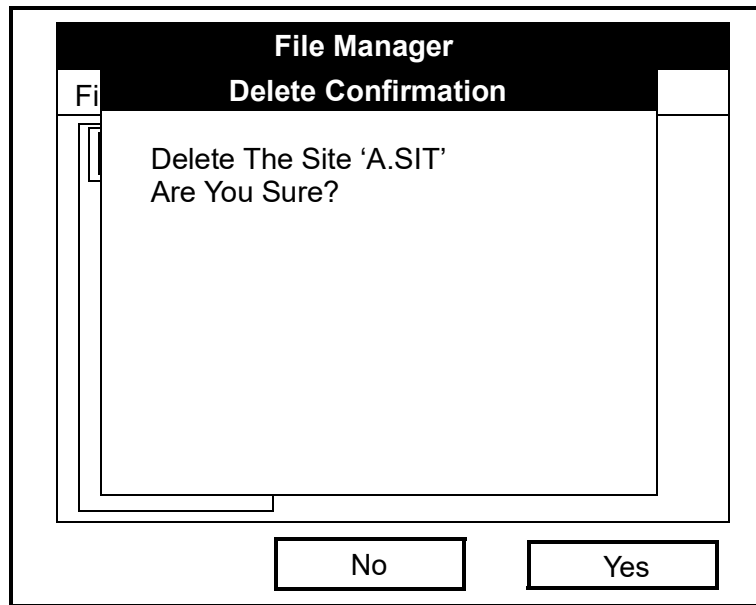 File Manager
Delete Confirmation
Fi
Delete The Site ‘A.SIT’
Are You Sure?
No
Yes